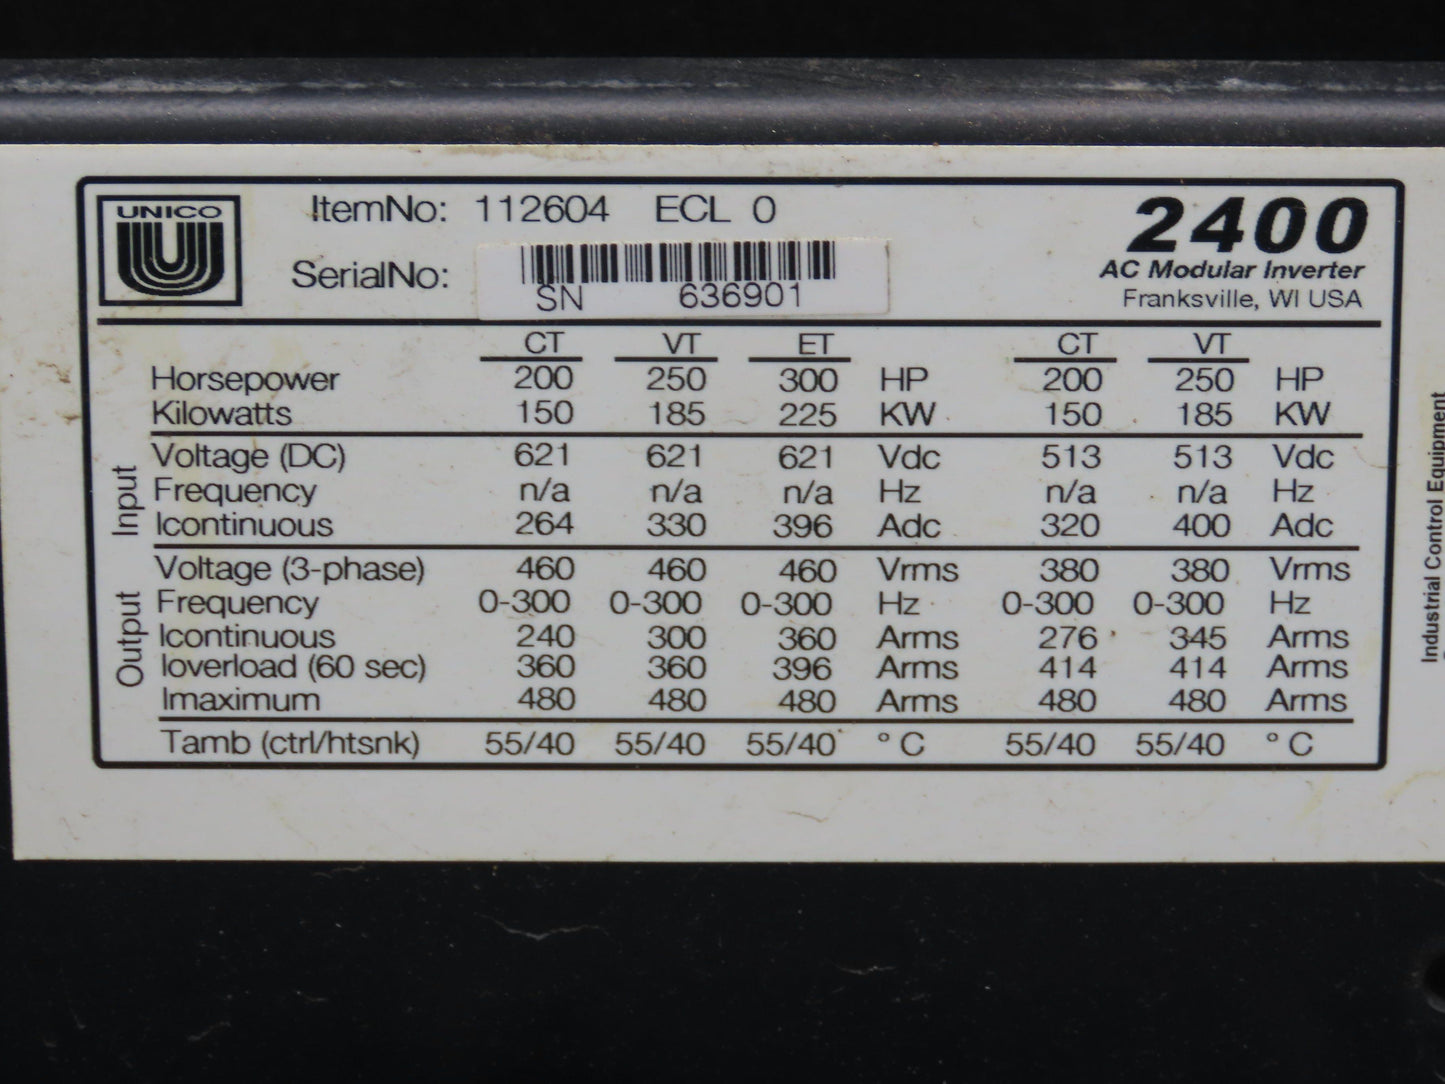 UNICO
ItemNo: 112604 ECL 0
SerialNo:
SN 636901
2400
AC Modular Inverter
Franksville, WI USA
CT VT ET CT VT
Horsepower 200 250 300 HP 200 250 HP
Kilowatts 150 185 225 KW 150 185 KW
Input
Voltage (DC) 621 621 621 Vdc 513 513 Vdc
Frequency n/a n/a n/a Hz n/a n/a Hz
Icontinuous 264 330 396 Adc 320 400 Adc
Output
Voltage (3-phase) 460 460 460 Vrms 380 380 Vrms
Frequency 0-300 0-300 0-300 Hz 0-300 0-300 Hz
Icontinuous 240 300 360 Arms 276 345 Arms
Ioverload (60 sec) 360 360 396 Arms 414 414 Arms
Imaximum 480 480 480 Arms 480 480 Arms
Tamb (ctrl/htsnk) 55/40 55/40 55/40 °C 55/40 55/40 °C
Industrial Control Equipment